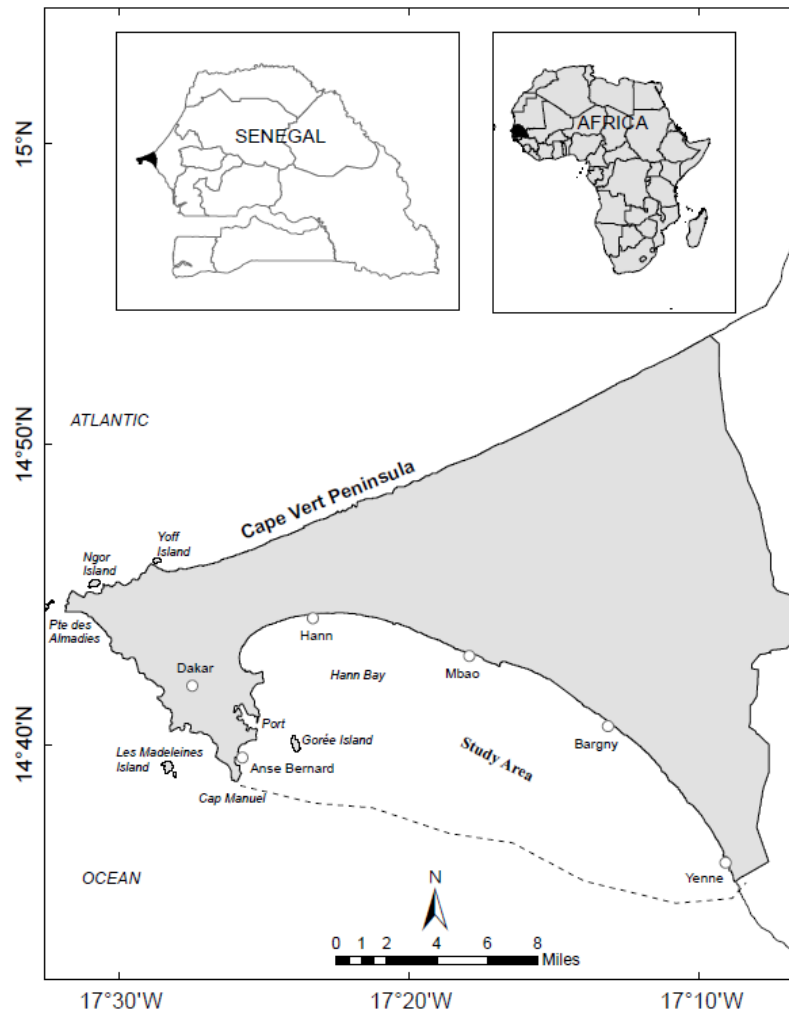 SENEGAL
AFRICA
15°N
ATLANTIC
14°50'N
Cape Vert Peninsula
Yoff
Island
Ngor
Island
Pte des
Almadies
Hann
Dakar
Hann Bay
Mbao
Port
Gorée Island
Bargny
14°40'N
Les Madeleines
Island
Anse Bernard
Study Area
Cap Manuel
OCEAN
Yenne
N
0 1 2 4 6 8
Miles
17°30'W 17°20'W 17°10'W